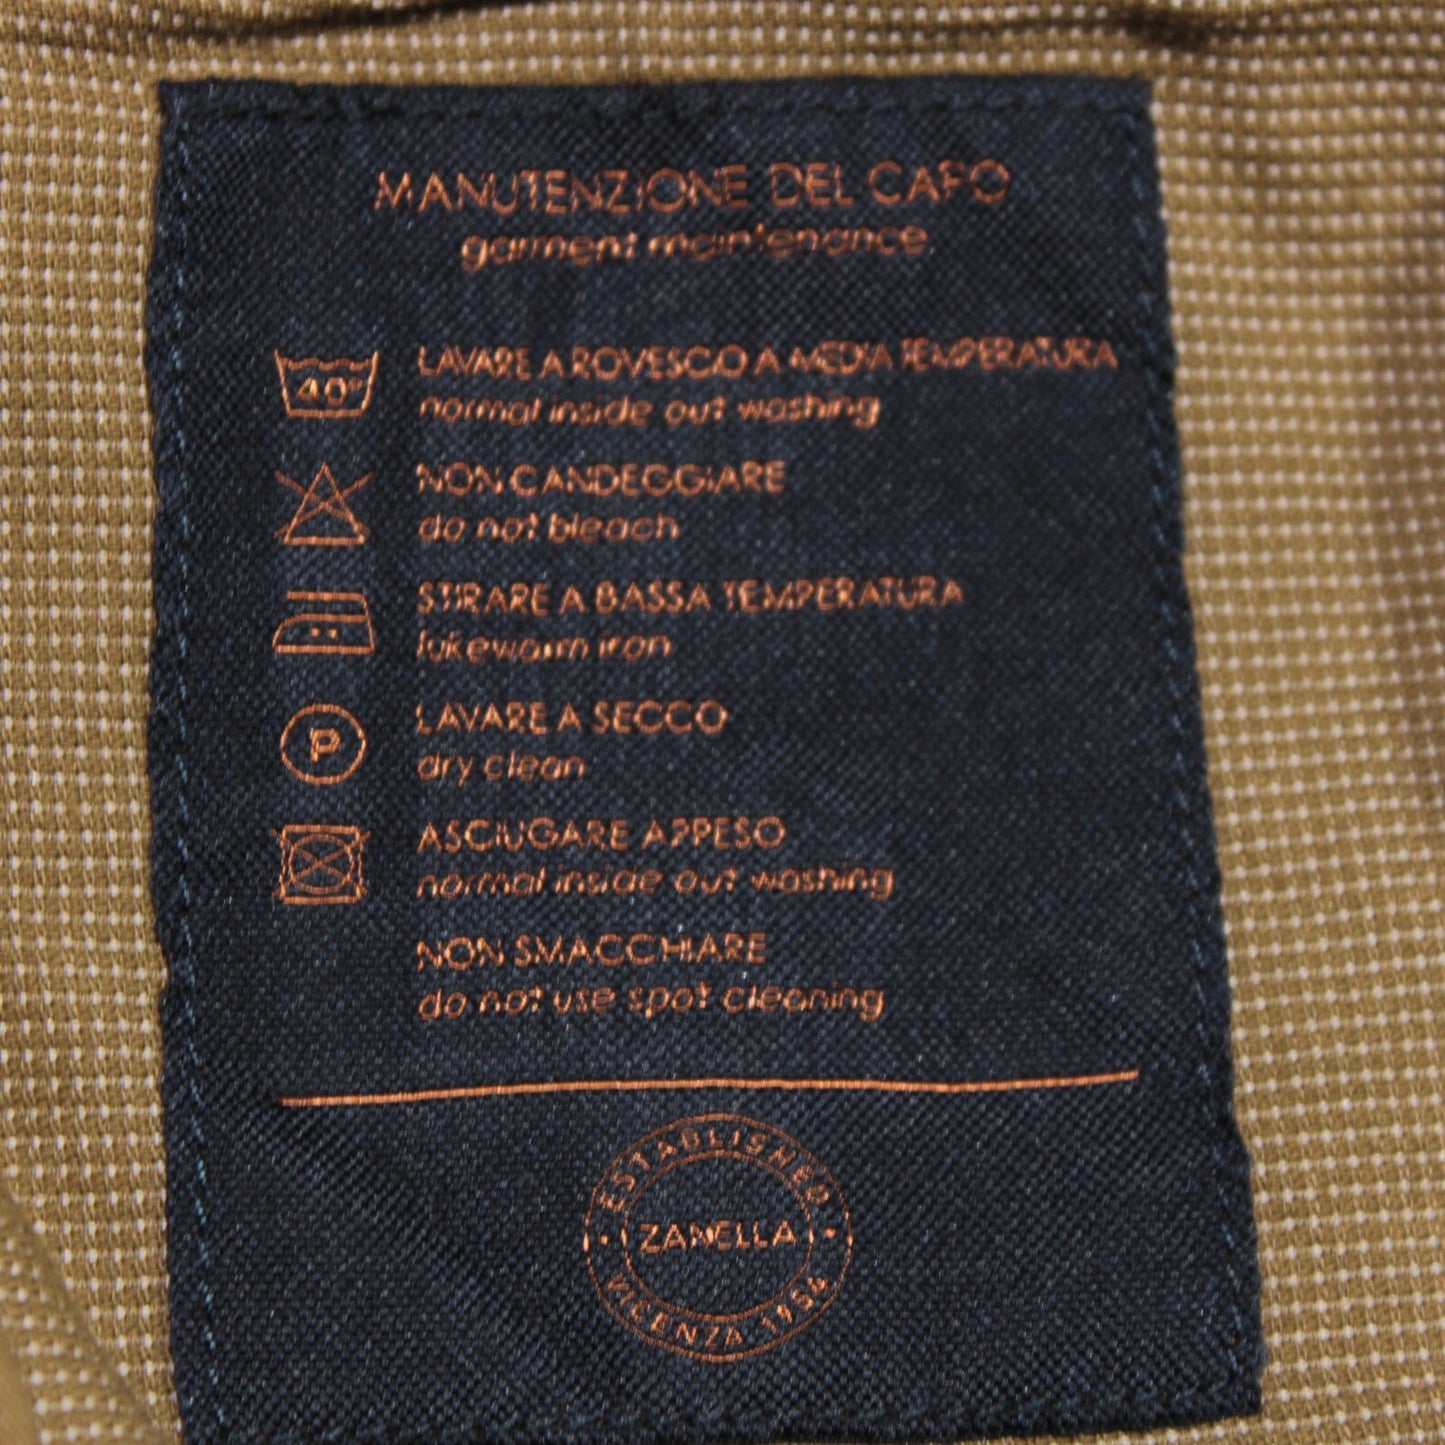 MANUTENZIONE DEL CAPO
garment maintenance
40°
LAVARE A ROVESCIO A MEDIA TEMPERATURA
normal inside out washing
NON CANDEGGIARE
do not bleach
STIRARE A BASSA TEMPERATURA
lukewarm iron
P
LAVARE A SECCO
dry clean
ASCIUGARE APPESO
normal inside out washing
NON SMACCHIARE
do not use spot cleaning
ESTABLISHED
ZANELLA
VICENZA 1954